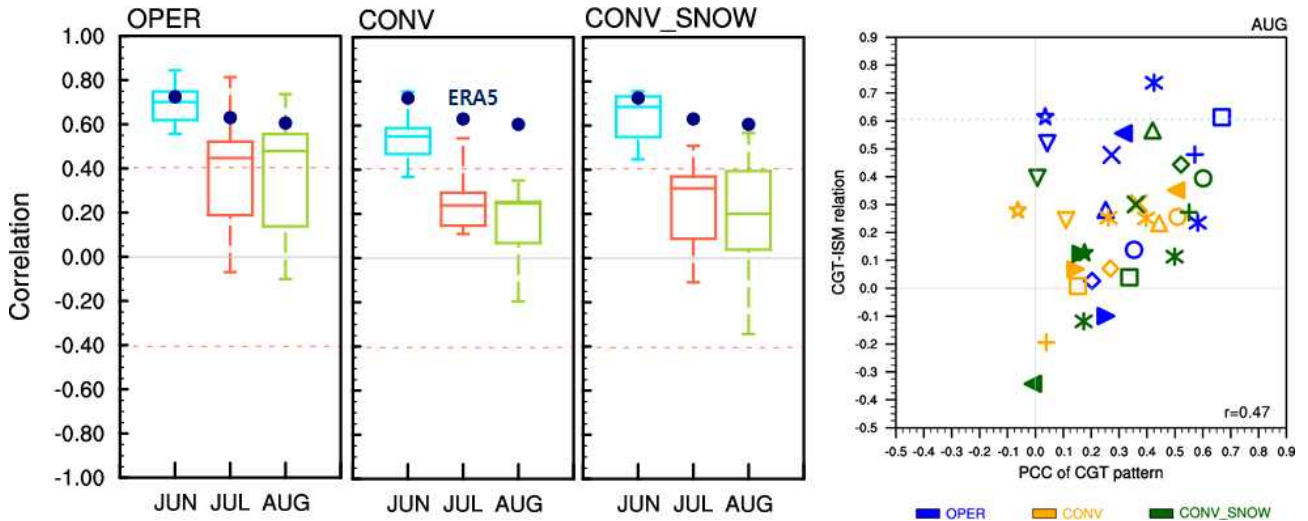 OPER
CONV
CONV_SNOW
AUG
Correlation
1.00
0.80
0.60
0.40
0.20
0.00
-0.20
-0.40
-0.60
-0.80
-1.00
ERA5
JUN JUL AUG
JUN JUL AUG
JUN JUL AUG
CGT-ISM relation
0.9
0.8
0.7
0.6
0.5
0.4
0.3
0.2
0.1
0.0
-0.1
-0.2
-0.3
-0.4
-0.5
r=0.47
-0.5 -0.4 -0.3 -0.2 -0.1 0.0 0.1 0.2 0.3 0.4 0.5 0.6 0.7 0.8 0.9
PCC of CGT pattern
OPER CONV CONV_SNOW